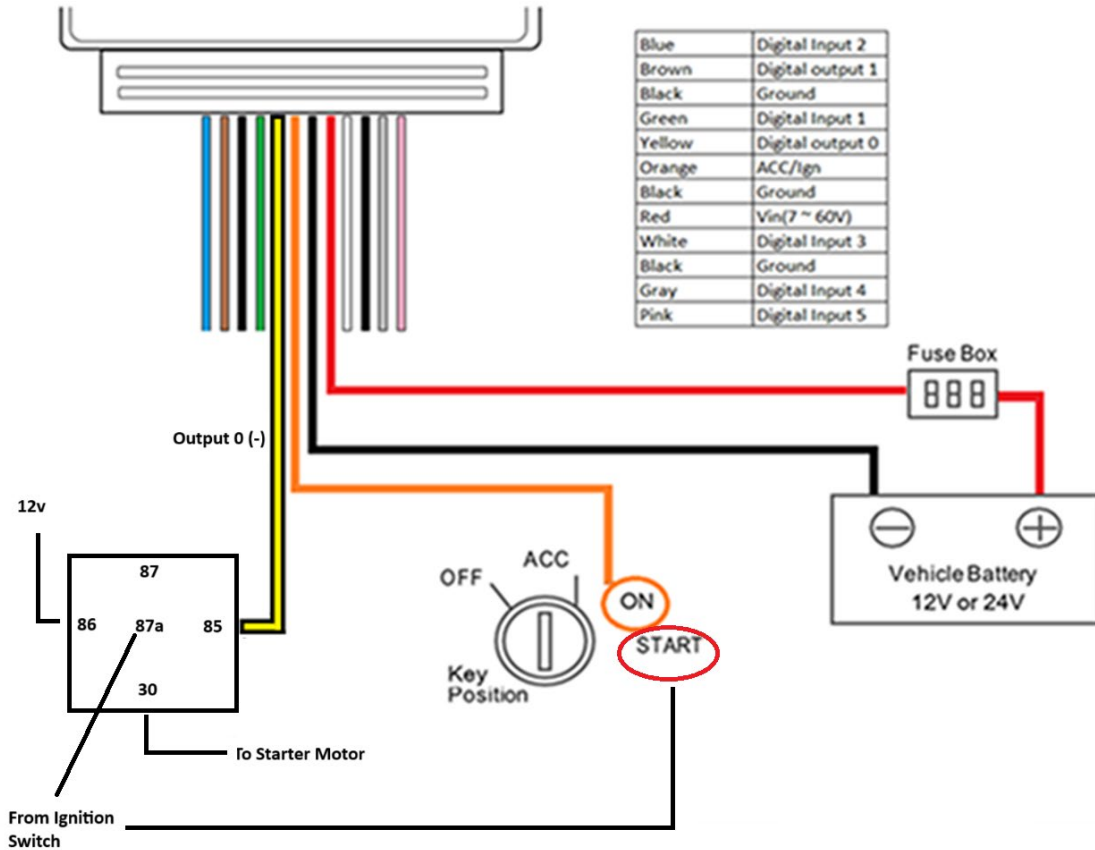 Blue Digital Input 2
Brown Digital output 1
Black Ground
Green Digital Input 1
Yellow Digital output 0
Orange ACC/Ign
Black Ground
Red Vin(7 ~ 60V)
White Digital Input 3
Black Ground
Gray Digital Input 4
Pink Digital Input 5
Fuse Box
Output 0 (-)
12v
87
86 87a 85
30
To Starter Motor
From Ignition
Switch
OFF
ACC
ON
START
Key
Position
Vehicle Battery
12V or 24V